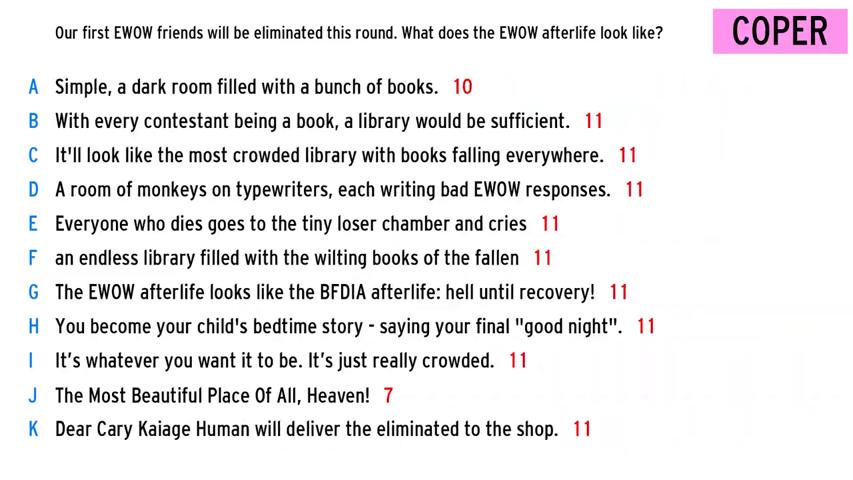 Our first EWOW friends will be eliminated this round. What does the EWOW afterlife look like?
COPER
A Simple, a dark room filled with a bunch of books. 10
B With every contestant being a book, a library would be sufficient. 11
C It'll look like the most crowded library with books falling everywhere. 11
D A room of monkeys on typewriters, each writing bad EWOW responses. 11
E Everyone who dies goes to the tiny loser chamber and cries 11
F an endless library filled with the wilting books of the fallen 11
G The EWOW afterlife looks like the BFDIA afterlife: hell until recovery! 11
H You become your child's bedtime story - saying your final "good night". 11
I It’s whatever you want it to be. It’s just really crowded. 11
J The Most Beautiful Place Of All, Heaven! 7
K Dear Cary Kaiage Human will deliver the eliminated to the shop. 11